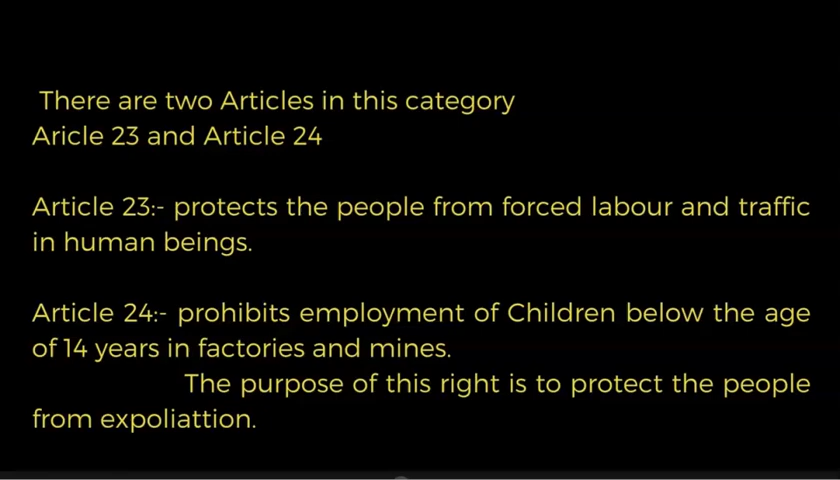 There are two Articles in this category
Aricle 23 and Article 24
Article 23:- protects the people from forced labour and traffic
in human beings.
Article 24:- prohibits employment of Children below the age
of 14 years in factories and mines.
The purpose of this right is to protect the people
from expoliattion.